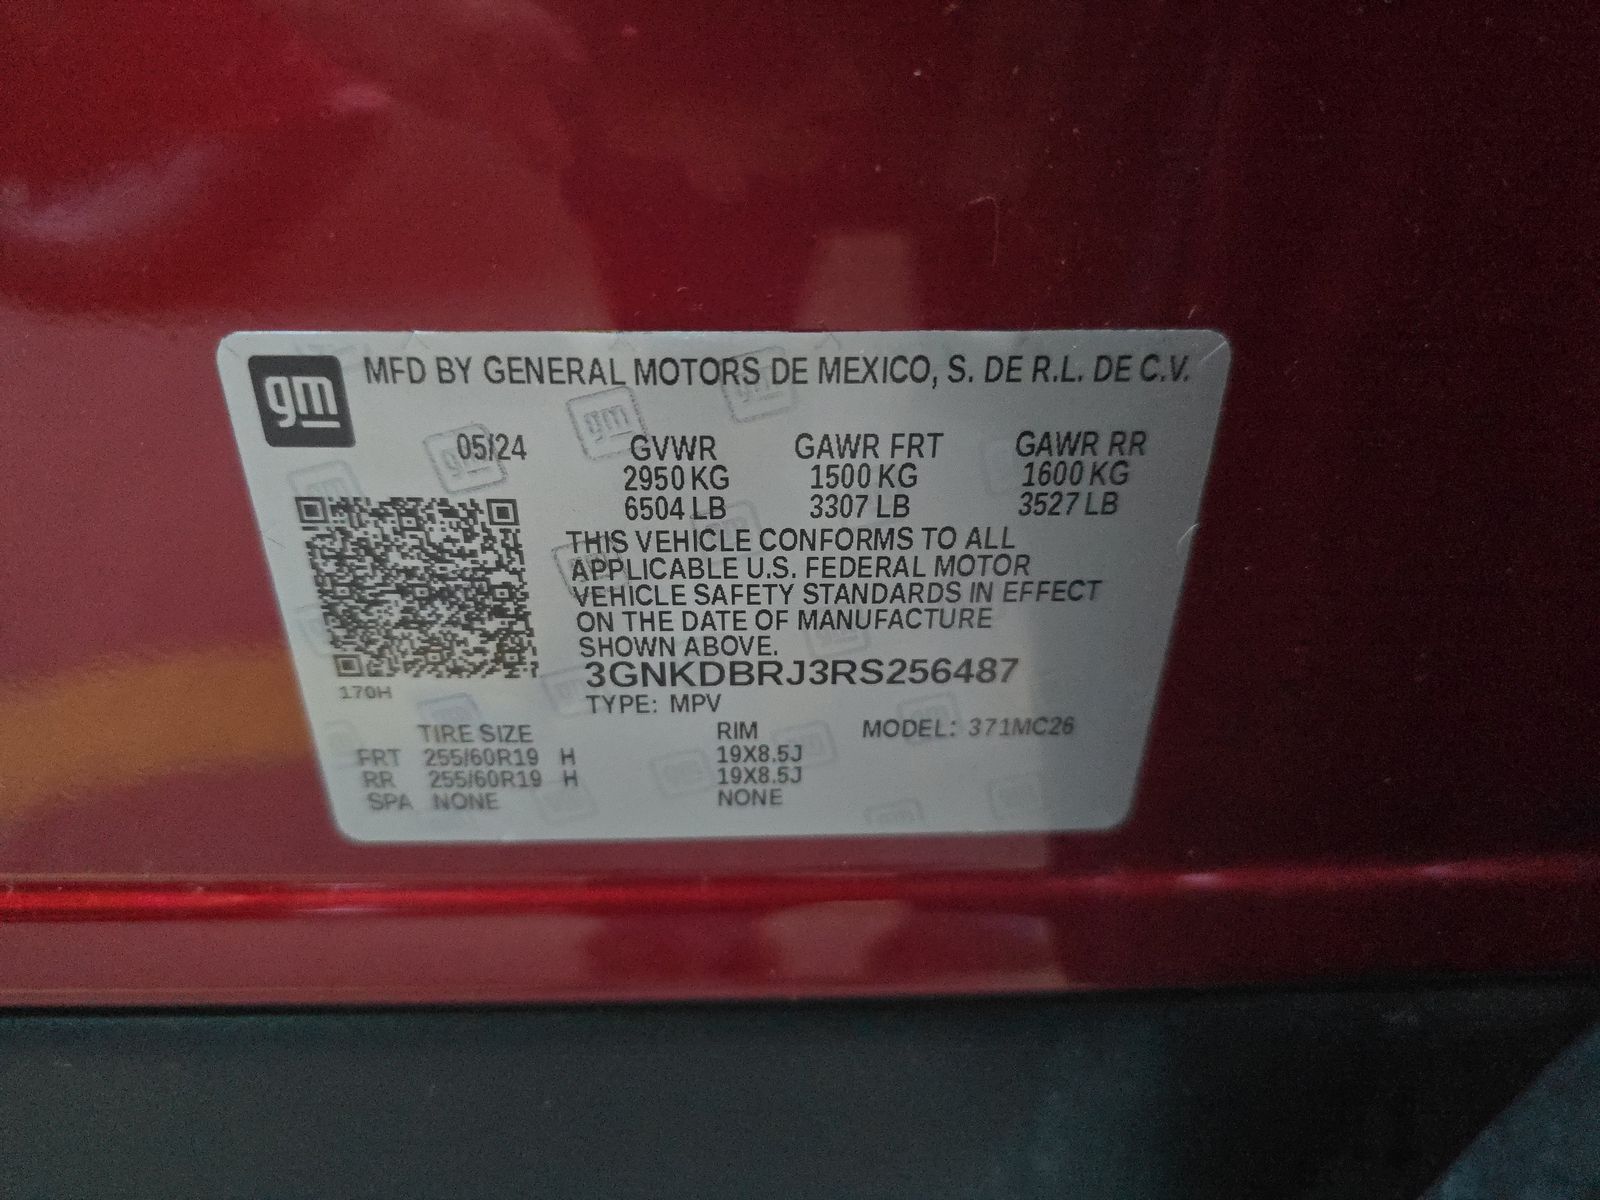 gm MFD BY GENERAL MOTORS DE MEXICO, S. DE R.L. DE C.V.
05/24 GVWR GAWR FRT GAWR RR
2950 KG 1500 KG 1600 KG
6504 LB 3307 LB 3527 LB
THIS VEHICLE CONFORMS TO ALL
APPLICABLE U.S. FEDERAL MOTOR
VEHICLE SAFETY STANDARDS IN EFFECT
ON THE DATE OF MANUFACTURE
SHOWN ABOVE.
3GNKDBRJ3RS256487
170H
TYPE: MPV
TIRE SIZE RIM MODEL: 371MC26
FRT 255/60R19 H 19X8.5J
RR 255/60R19 H 19X8.5J
SPA NONE NONE